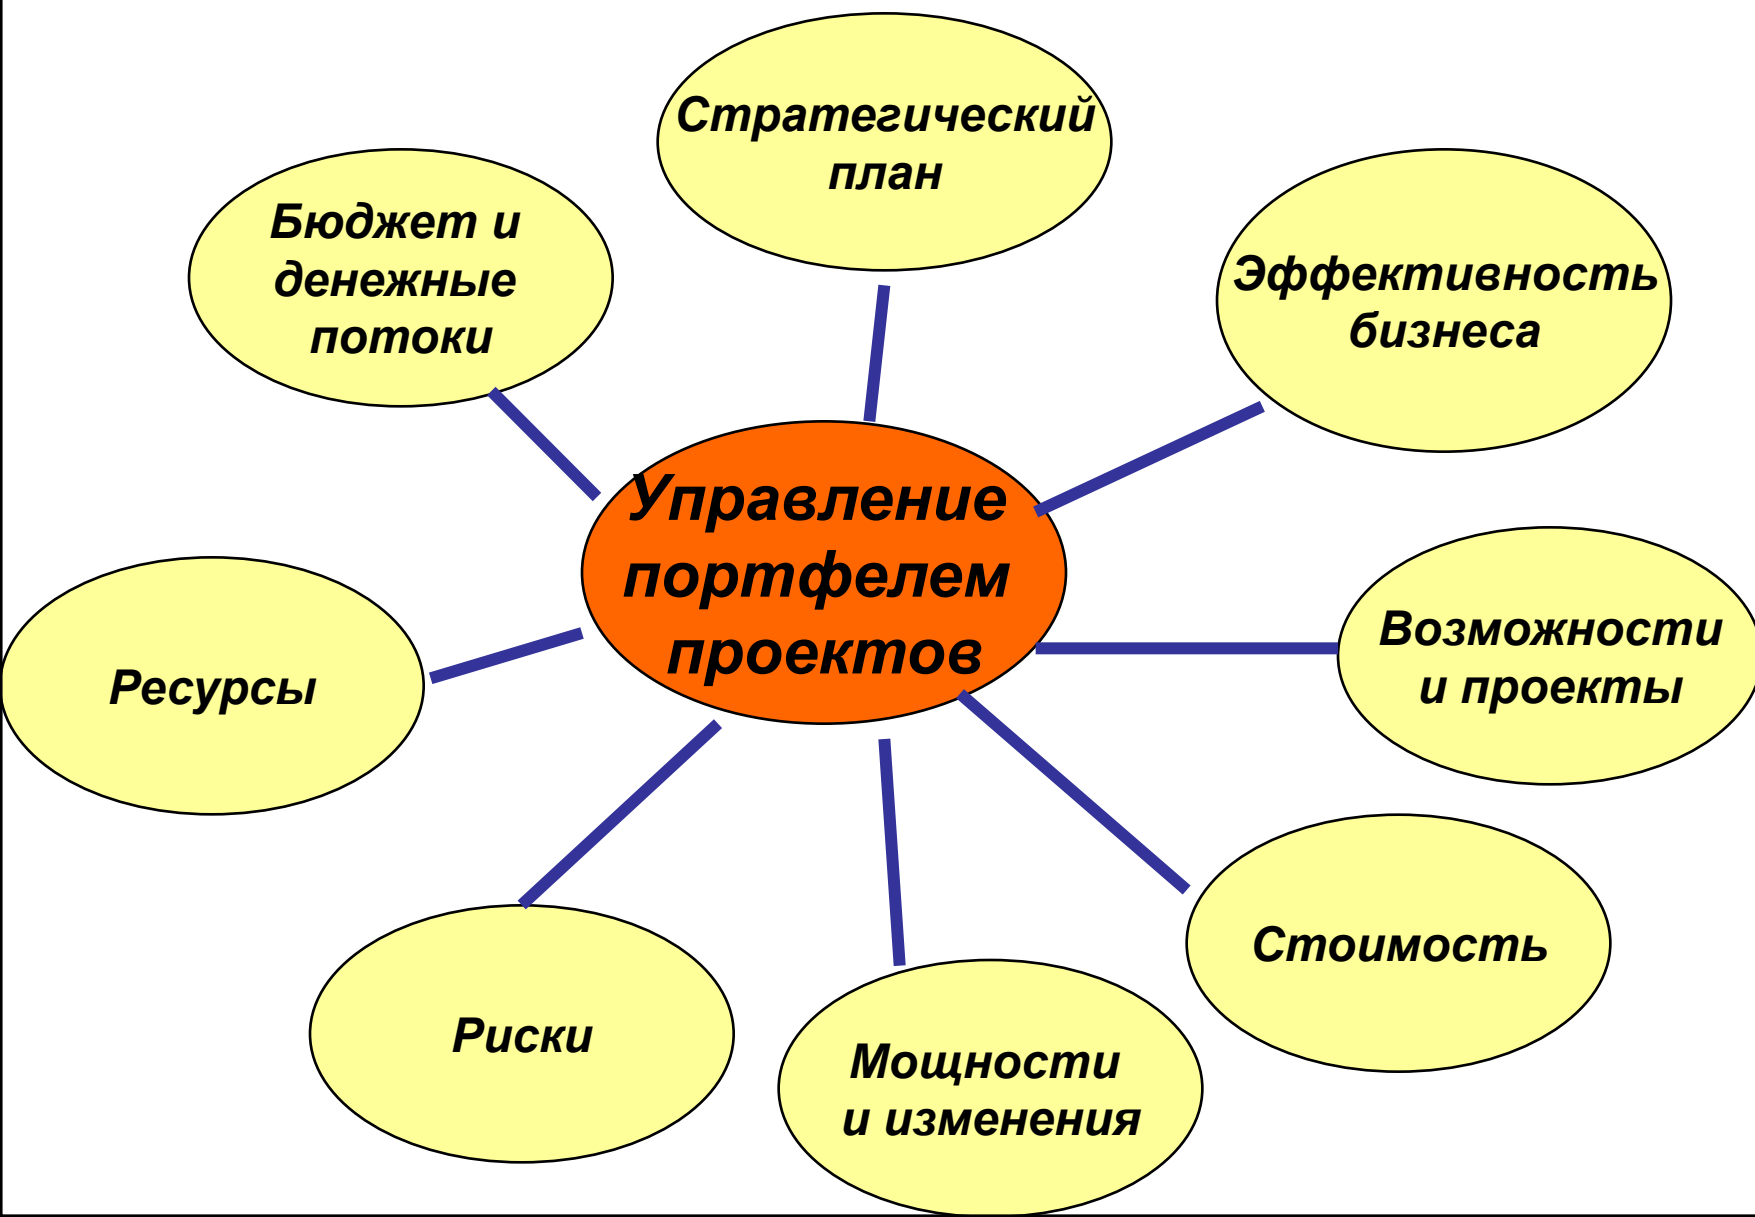 Стратегический
план
Бюджет и
денежные
потоки
Эффективность
бизнеса
Управление
портфелем
проектов
Возможности
и проекты
Ресурсы
Стоимость
Риски
Мощности
и изменения